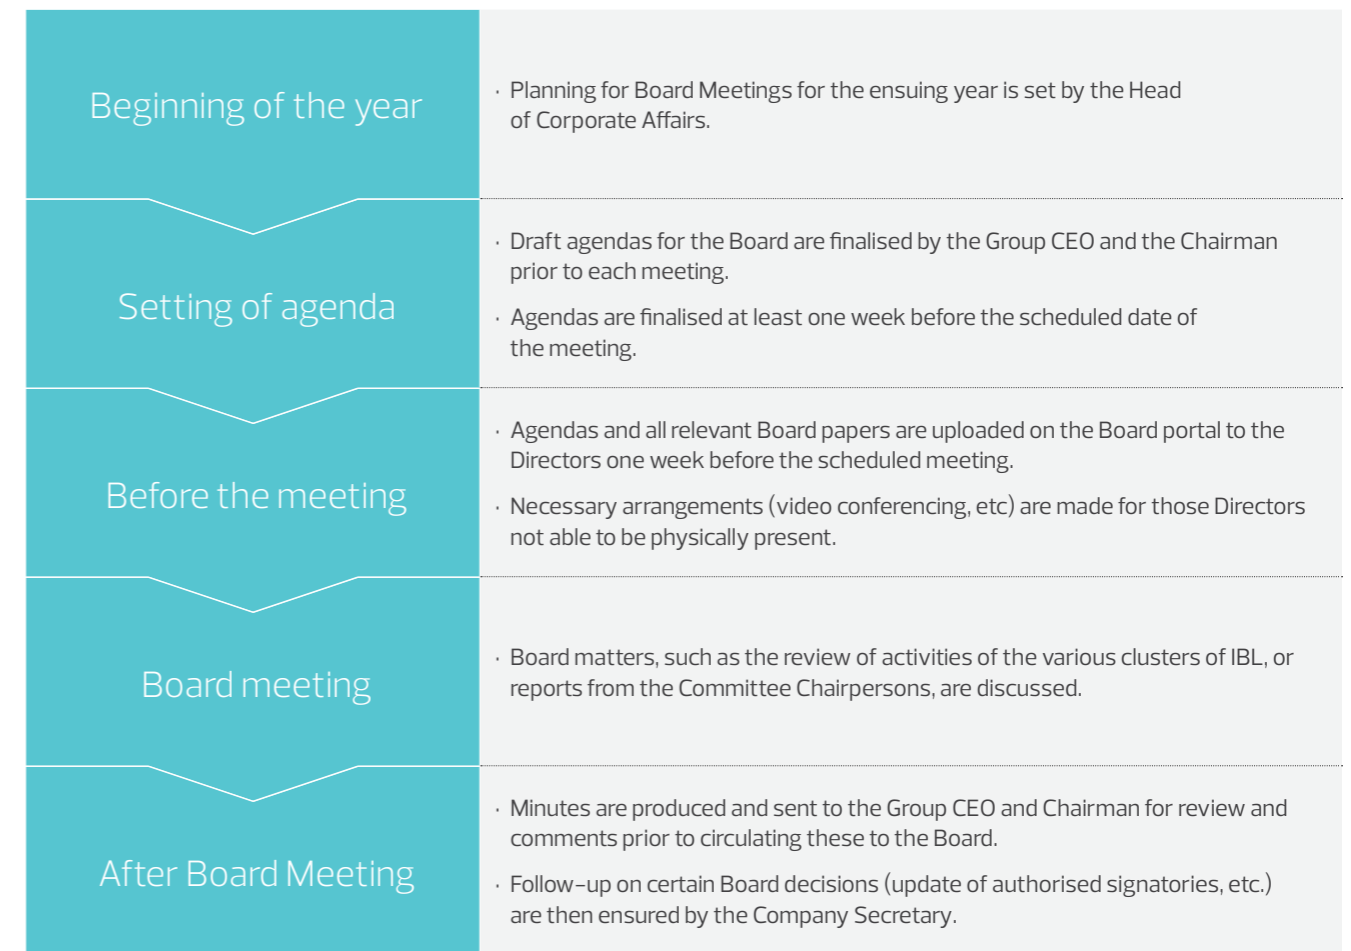 Beginning of the year
· Planning for Board Meetings for the ensuing year is set by the Head
of Corporate Affairs.
Setting of agenda
· Draft agendas for the Board are finalised by the Group CEO and the Chairman
prior to each meeting.
· Agendas are finalised at least one week before the scheduled date of
the meeting.
Before the meeting
· Agendas and all relevant Board papers are uploaded on the Board portal to the
Directors one week before the scheduled meeting.
· Necessary arrangements (video conferencing, etc) are made for those Directors
not able to be physically present.
Board meeting
· Board matters, such as the review of activities of the various clusters of IBL, or
reports from the Committee Chairpersons, are discussed.
After Board Meeting
· Minutes are produced and sent to the Group CEO and Chairman for review and
comments prior to circulating these to the Board.
· Follow-up on certain Board decisions (update of authorised signatories, etc.)
are then ensured by the Company Secretary.